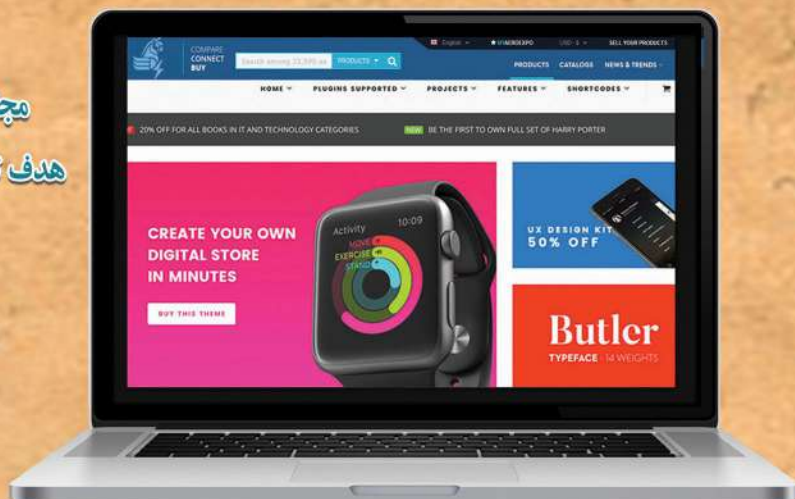 COMPARE
CONNECT
BUY
PRODUCTS
English
USD - $
SELL YOUR PRODUCTS
PRODUCTS
CATALOGS
NEWS & TRENDS
HOME
PLUGINS SUPPORTED
PROJECTS
FEATURES
SHORTCODES
20% OFF FOR ALL BOOKS IN IT AND TECHNOLOGY CATEGORIES
NEW BE THE FIRST TO OWN FULL SET OF HARRY PORTER
CREATE YOUR OWN
DIGITAL STORE
IN MINUTES
BUY THIS THEME
Activity 10:09
MOVE
EXERCISE
STAND
UX DESIGN KIT
50% OFF
Butler
TYPEFACE - 14 WEIGHTS
هدف